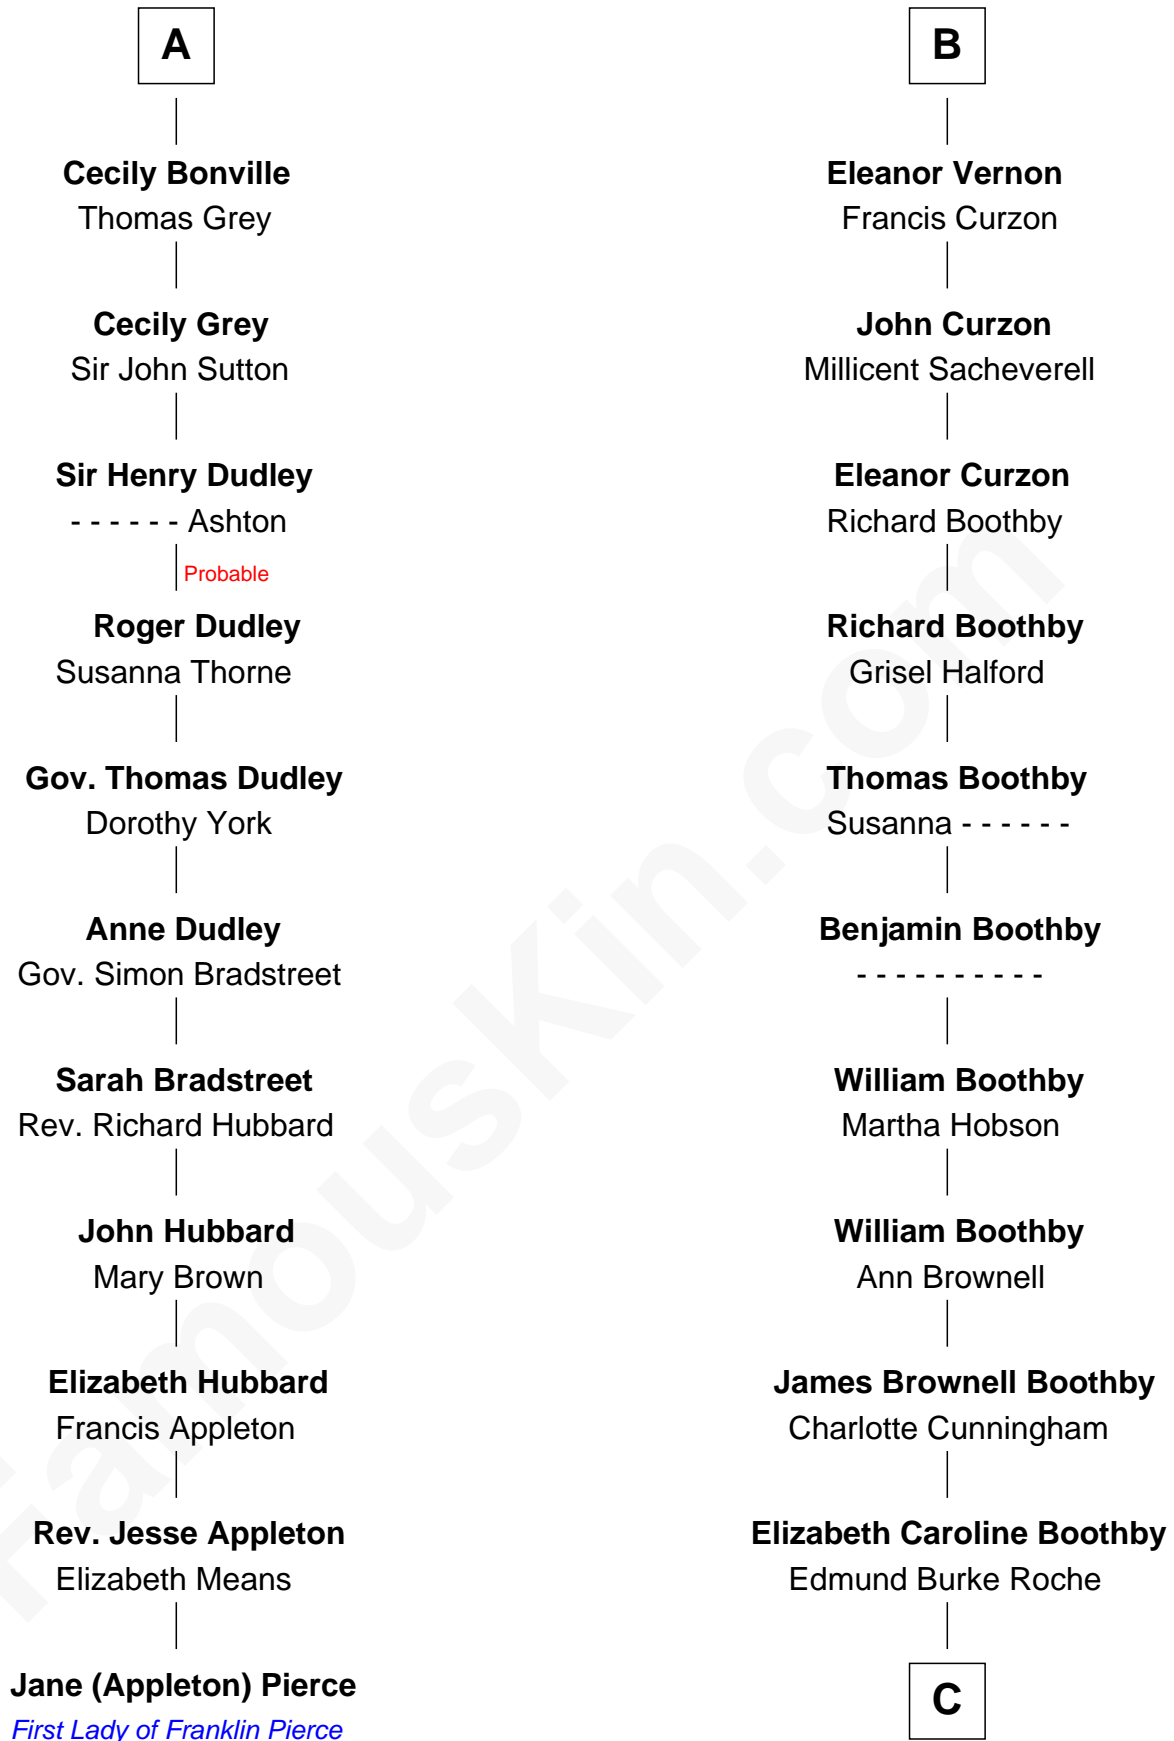 A
Cecily Bonville
Thomas Grey
Cecily Grey
Sir John Sutton
Sir Henry Dudley
- - - - - - Ashton
Probable
Roger Dudley
Susanna Thorne
Gov. Thomas Dudley
Dorothy York
Anne Dudley
Gov. Simon Bradstreet
Sarah Bradstreet
Rev. Richard Hubbard
John Hubbard
Mary Brown
Elizabeth Hubbard
Francis Appleton
Rev. Jesse Appleton
Elizabeth Means
Jane (Appleton) Pierce
First Lady of Franklin Pierce
B
Eleanor Vernon
Francis Curzon
John Curzon
Millicent Sacheverell
Eleanor Curzon
Richard Boothby
Richard Boothby
Grisel Halford
Thomas Boothby
Susanna - - - - - -
Benjamin Boothby
- - - - - - - - - -
William Boothby
Martha Hobson
William Boothby
Ann Brownell
James Brownell Boothby
Charlotte Cunningham
Elizabeth Caroline Boothby
Edmund Burke Roche
C
FamousKin.com